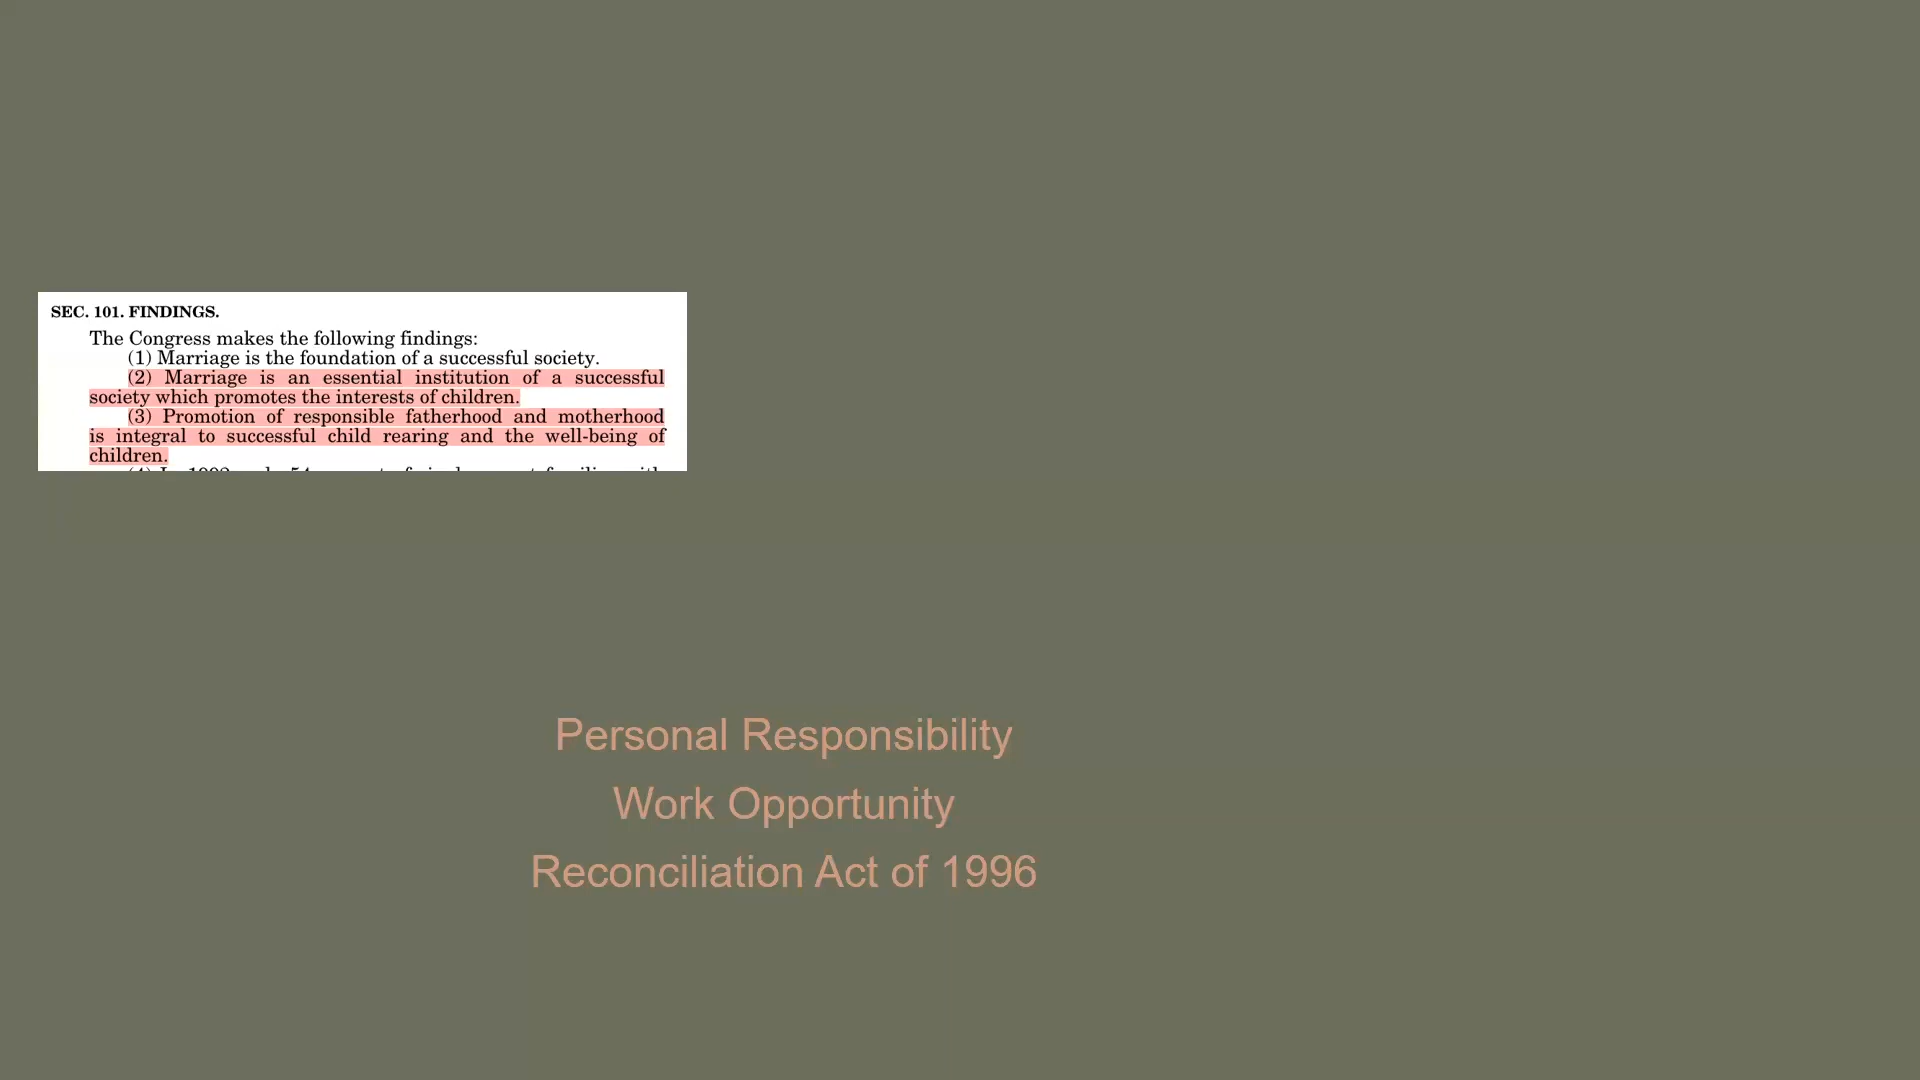 SEC. 101. FINDINGS.
The Congress makes the following findings:
(1) Marriage is the foundation of a successful society.
(2) Marriage is an essential institution of a successful
society which promotes the interests of children.
(3) Promotion of responsible fatherhood and motherhood
is integral to successful child rearing and the well-being of
children.
Personal Responsibility
Work Opportunity
Reconciliation Act of 1996